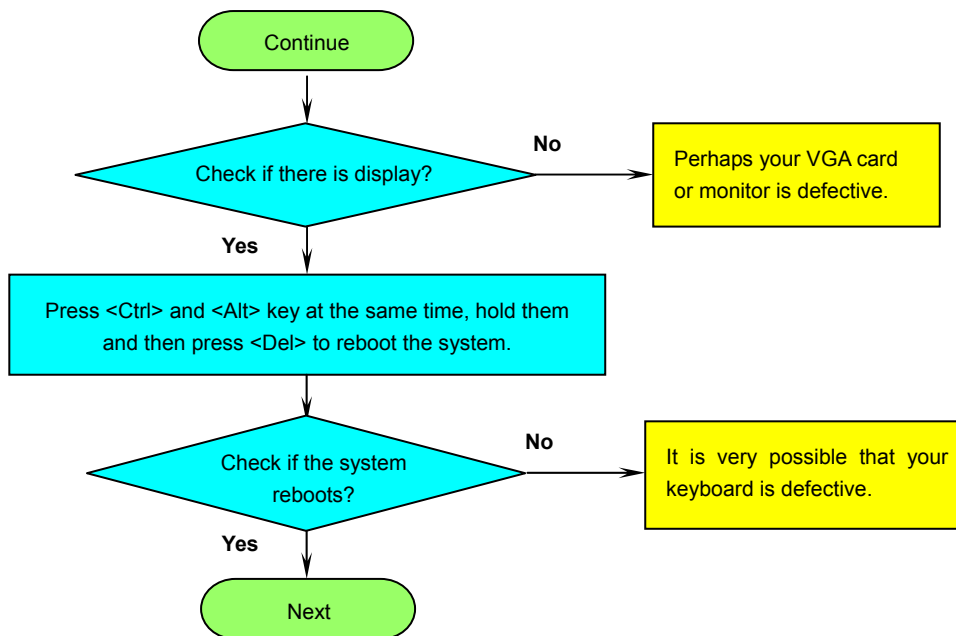 Continue
Check if there is display?
No
Perhaps your VGA card
or monitor is defective.
Yes
Press <Ctrl> and <Alt> key at the same time, hold them
and then press <Del> to reboot the system.
Check if the system
reboots?
No
It is very possible that your
keyboard is defective.
Yes
Next